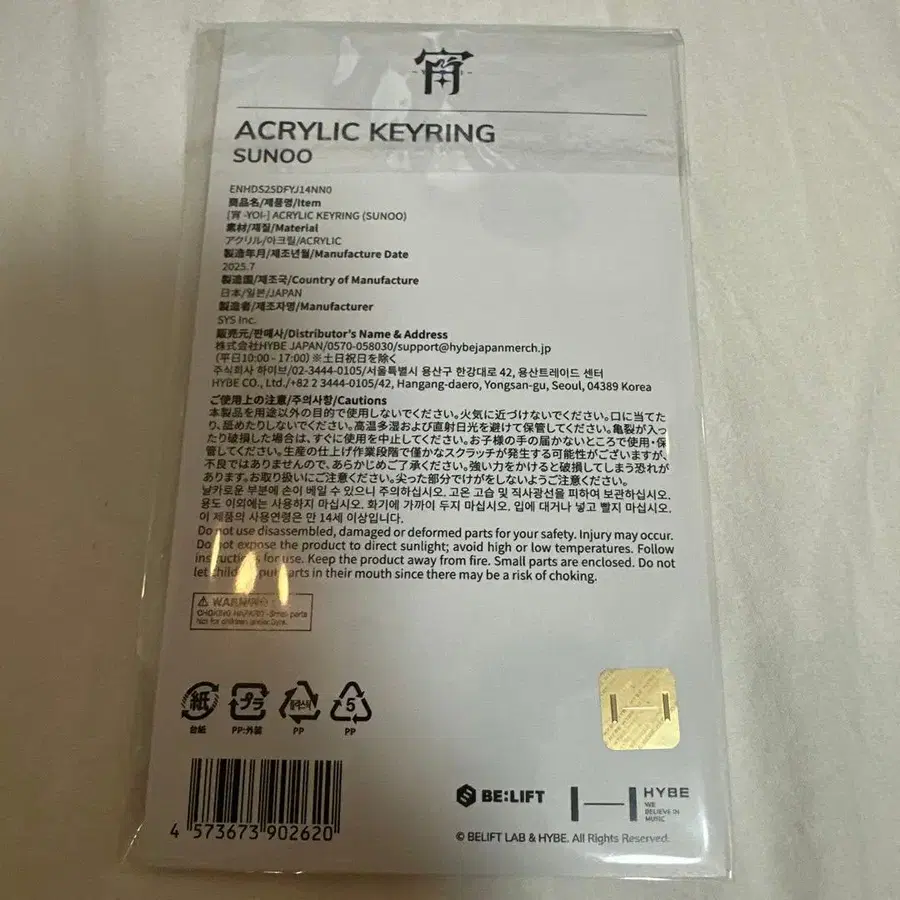 宵
ACRYLIC KEYRING
SUNOO
ENHDS25DFYJ14NN0
商品名/제품명/Item
[宵 -YOI-] ACRYLIC KEYRING (SUNOO)
素材/재질/Material
アクリル/아크릴/ACRYLIC
製造年月/제조년월/Manufacture Date
2025.7
製造国/제조국/Country of Manufacture
日本/일본/JAPAN
製造者/제조자명/Manufacturer
SYS Inc.
販売元/판매사/Distributor's Name & Address
株式会社HYBE JAPAN/0570-058030/support@hybejapanmerch.jp
(平日10:00 - 17:00) ※土日祝日を除く
주식회사 하이브/02-3444-0105/서울특별시 용산구 한강대로 42, 용산트레이드 센터
HYBE CO., Ltd./+82 2 3444-0105/42, Hangang-daero, Yongsan-gu, Seoul, 04389 Korea
ご使用上の注意/주의사항/Cautions
本製品を用途以外の目的で使用しないでください。火気に近づけないでください。口に当てた
り、舐めたりしないでください。高温多湿および直射日光を避けて保管してください。亀裂が入っ
たり破損した場合は、すぐに使用を中止してください。お子様の手の届かないところで使用・保
管してください。生産の仕上げ作業段階で僅かなスクラッチが発生する可能性がございますが、
不良ではありませんので、あらかじめご了承ください。強い力をかけると破損してしまう恐れが
あります。お取り扱いにご注意ください。尖った部分でけがをしないようご注意ください。
날카로운 부분에 손이 베일 수 있으니 주의하십시오. 고온 고습 및 직사광선을 피하여 보관하십시오.
용도 이외에는 사용하지 마십시오. 화기에 가까이 두지 마십시오. 입에 대거나 넣고 빨지 마십시오.
이 제품의 사용연령은 만 14세 이상입니다.
Do not use disassembled, damaged or deformed parts for your safety. Injury may occur.
Do not expose the product to direct sunlight; avoid high or low temperatures. Follow
instructions for use. Keep the product away from fire. Small parts are enclosed. Do not
let children put parts in their mouth since there may be a risk of choking.
WARNING
CHOKING HAZARD -Small parts
Not for children under 3yrs.
紙 プラ 플라스틱 5
台紙 PP:外装 PP PP
4 573673 902620
BE:LIFT
HYBE
WE
BELIEVE IN
MUSIC
© BELIFT LAB & HYBE. All Rights Reserved.